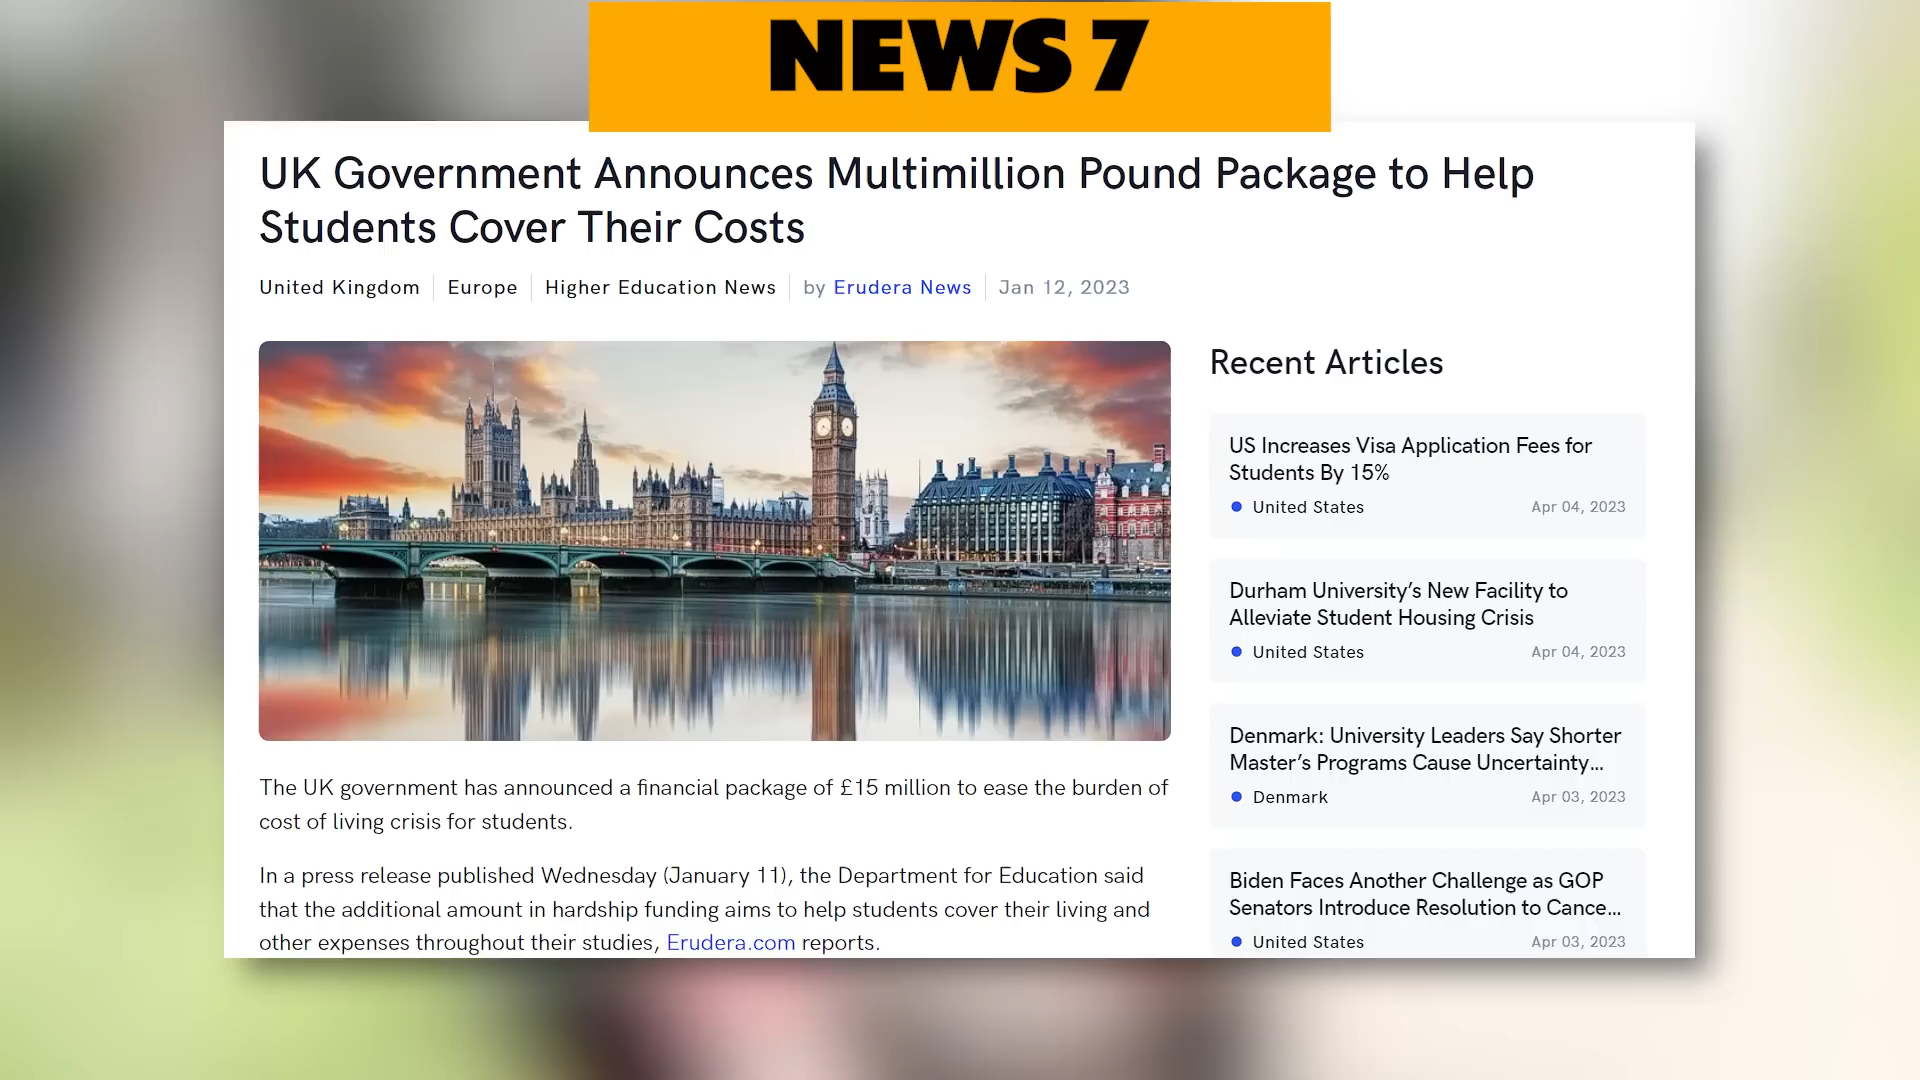 NEWS 7
UK Government Announces Multimillion Pound Package to Help
Students Cover Their Costs
United Kingdom
Europe
Higher Education News
by Erudera News
Jan 12, 2023
The UK government has announced a financial package of £15 million to ease the burden of
cost of living crisis for students.
In a press release published Wednesday (January 11), the Department for Education said
that the additional amount in hardship funding aims to help students cover their living and
other expenses throughout their studies, Erudera.com reports.
Recent Articles
US Increases Visa Application Fees for
Students By 15%
United States
Apr 04, 2023
Durham University’s New Facility to
Alleviate Student Housing Crisis
United States
Apr 04, 2023
Denmark: University Leaders Say Shorter
Master’s Programs Cause Uncertainty...
Denmark
Apr 03, 2023
Biden Faces Another Challenge as GOP
Senators Introduce Resolution to Cance...
United States
Apr 03, 2023